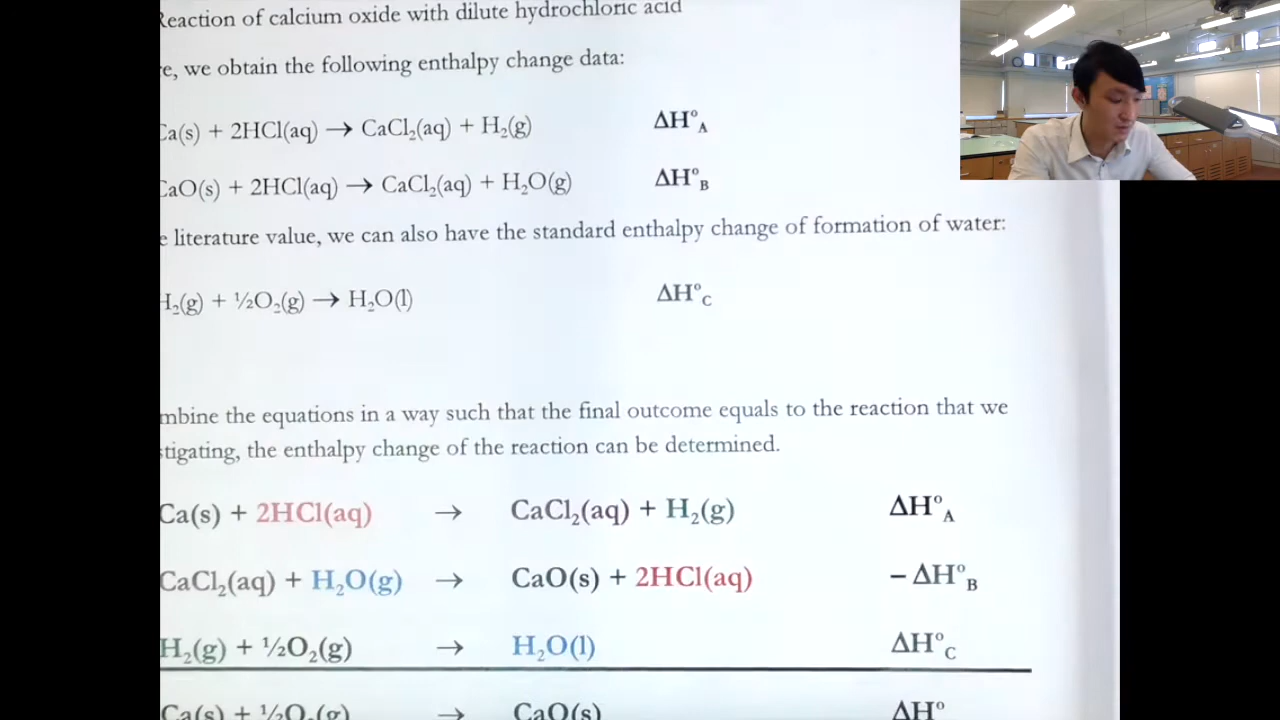 Reaction of calcium oxide with dilute hydrochloric acid
e, we obtain the following enthalpy change data:
Ca(s) + 2HCl(aq) → CaCl₂(aq) + H₂(g) ΔH°A
CaO(s) + 2HCl(aq) → CaCl₂(aq) + H₂O(g) ΔH°B
e literature value, we can also have the standard enthalpy change of formation of water:
H₂(g) + ½O₂(g) → H₂O(l) ΔH°C
mbine the equations in a way such that the final outcome equals to the reaction that we
stigating, the enthalpy change of the reaction can be determined.
Ca(s) + 2HCl(aq) → CaCl₂(aq) + H₂(g) ΔH°A
CaCl₂(aq) + H₂O(g) → CaO(s) + 2HCl(aq) – ΔH°B
H₂(g) + ½O₂(g) → H₂O(l) ΔH°C
Ca(s) + ½O₂(g) → CaO(s) ΔH°